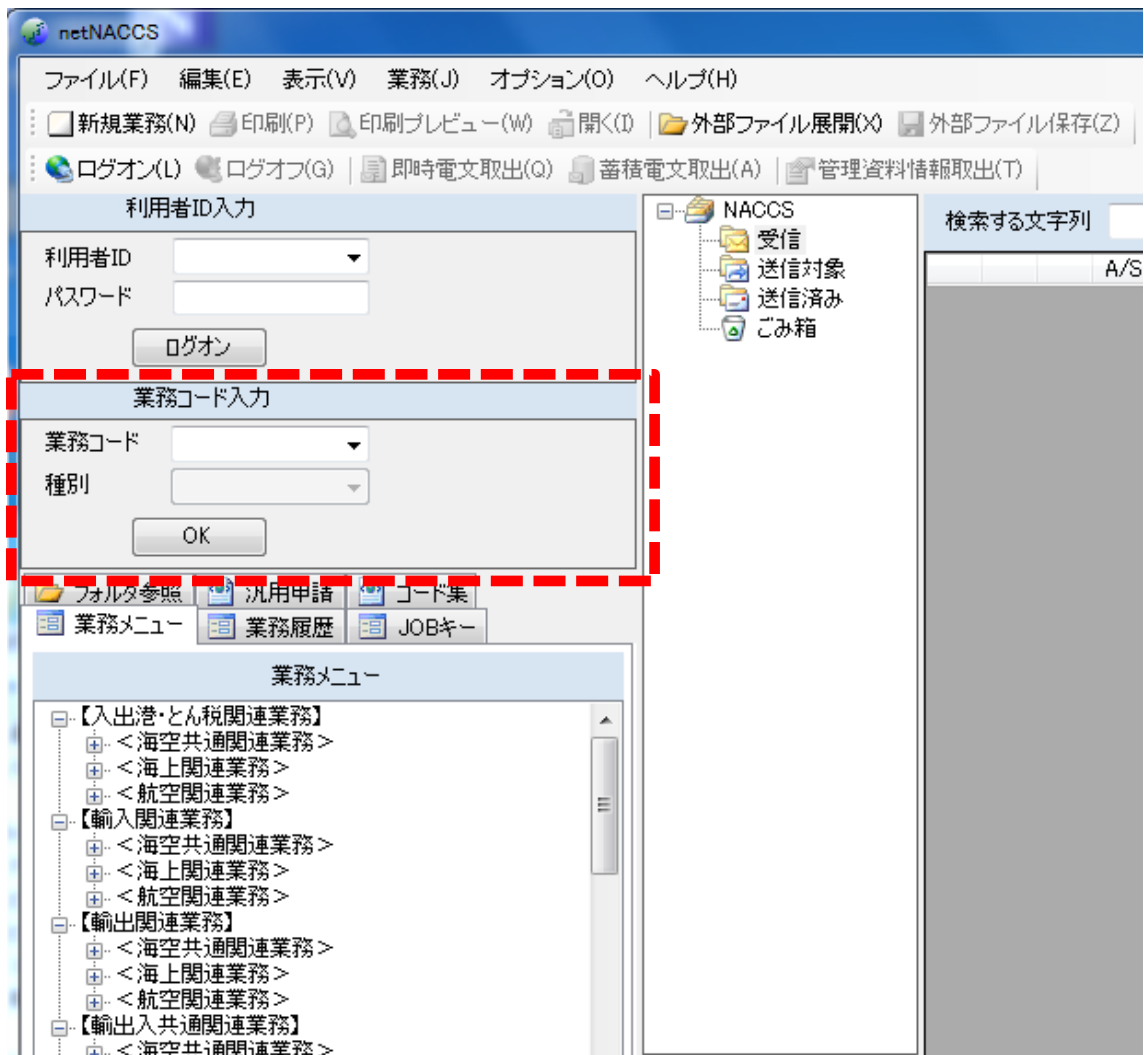 netNACCS
ファイル(F) 編集(E) 表示(V) 業務(J) オプション(O) ヘルプ(H)
新規業務(N) 印刷(P) 印刷プレビュー(W) 開く(I) 外部ファイル展開(X) 外部ファイル保存(Z)
ログオン(L) ログオフ(G) 即時電文取出(Q) 蓄積電文取出(A) 管理資料情報取出(T)
利用者ID入力
利用者ID
パスワード
ログオン
業務コード入力
業務コード
種別
OK
フォルダ参照 汎用申請 コード集
業務メニュー 業務履歴 JOBキー
業務メニュー
【入出港・とん税関連業務】
<海空共通関連業務>
<海上関連業務>
<航空関連業務>
【輸入関連業務】
<海空共通関連業務>
<海上関連業務>
<航空関連業務>
【輸出関連業務】
<海空共通関連業務>
<海上関連業務>
<航空関連業務>
【輸出入共通関連業務】
<海空共通関連業務>
NACCS
受信
送信対象
送信済み
ごみ箱
検索する文字列
A/S